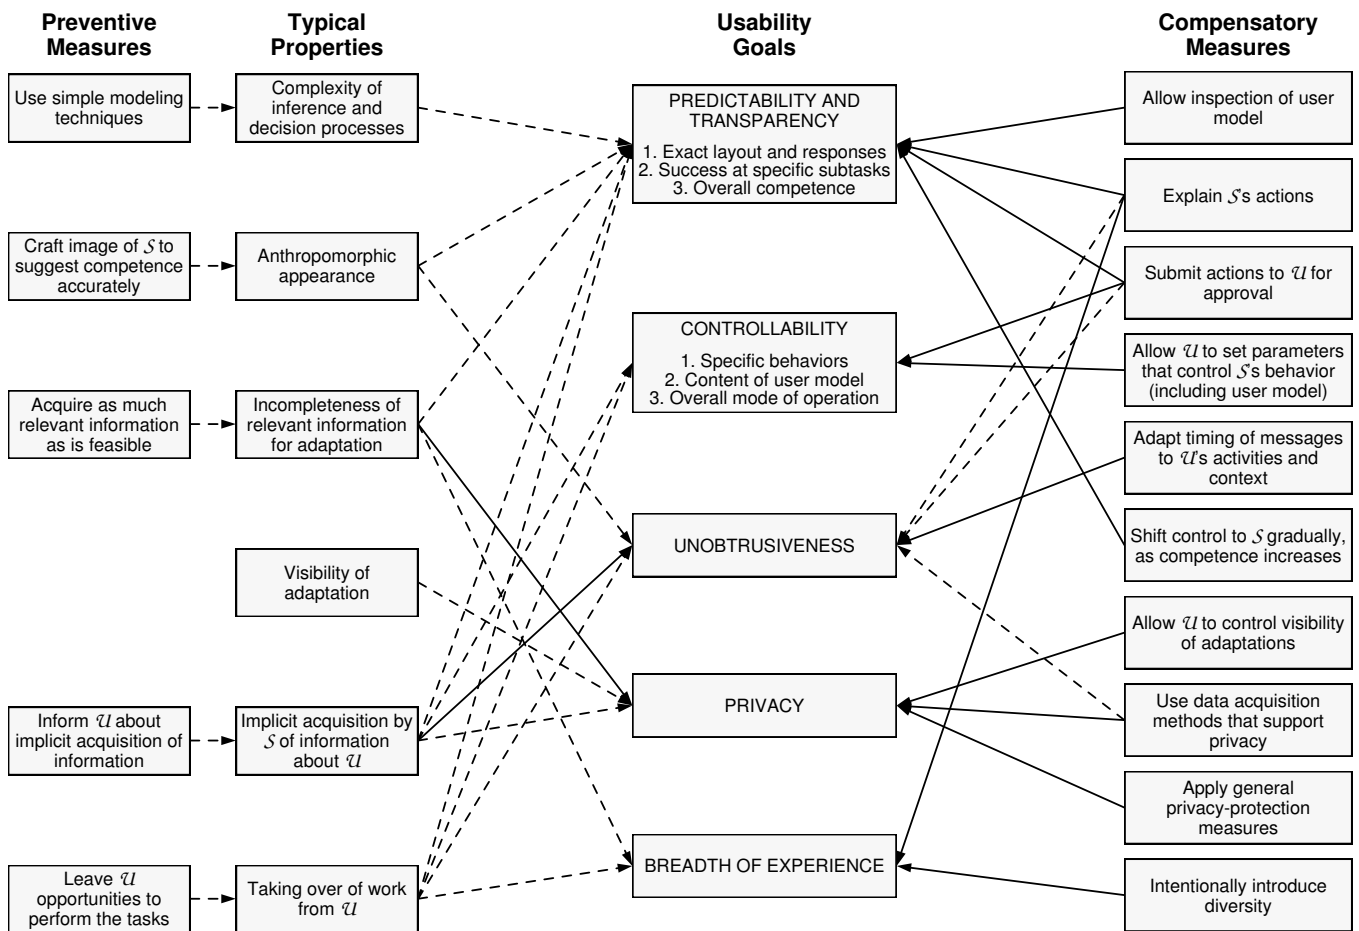 Preventive
Measures
Typical
Properties
Usability
Goals
Compensatory
Measures
Use simple modeling
techniques
Craft image of 𝒮 to
suggest competence
accurately
Acquire as much
relevant information
as is feasible
Inform 𝒰 about
implicit acquisition of
information
Leave 𝒰
opportunities to
perform the tasks
Complexity of
inference and
decision processes
Anthropomorphic
appearance
Incompleteness of
relevant information
for adaptation
Visibility of
adaptation
Implicit acquisition by
𝒮 of information
about 𝒰
Taking over of work
from 𝒰
PREDICTABILITY AND
TRANSPARENCY
1. Exact layout and responses
2. Success at specific subtasks
3. Overall competence
CONTROLLABILITY
1. Specific behaviors
2. Content of user model
3. Overall mode of operation
UNOBTRUSIVENESS
PRIVACY
BREADTH OF EXPERIENCE
Allow inspection of user
model
Explain 𝒮's actions
Submit actions to 𝒰 for
approval
Allow 𝒰 to set parameters
that control 𝒮's behavior
(including user model)
Adapt timing of messages
to 𝒰's activities and
context
Shift control to 𝒮 gradually,
as competence increases
Allow 𝒰 to control visibility
of adaptations
Use data acquisition
methods that support
privacy
Apply general
privacy-protection
measures
Intentionally introduce
diversity